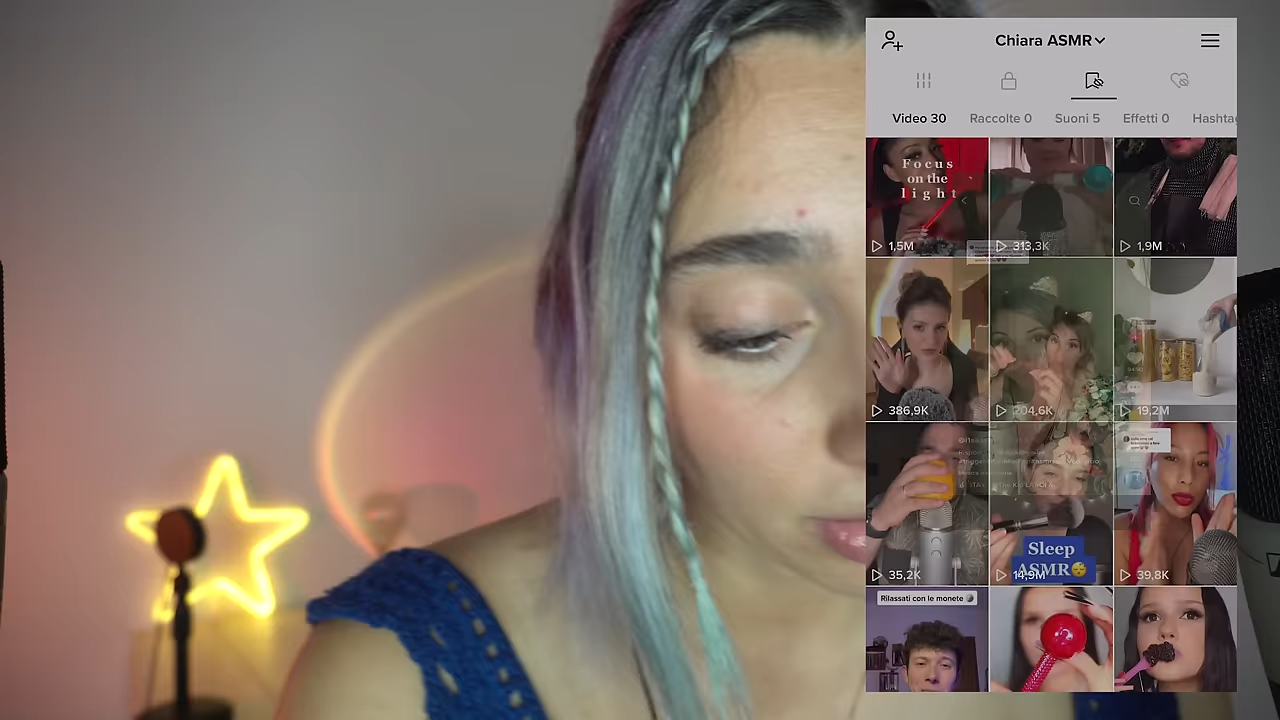 Chiara ASMR
Video 30
Raccolte 0
Suoni 5
Effetti 0
Hashta
Focus
on the
light
1,5M
313,3K
1,9M
386,9K
204,6K
19,2M
35,2K
Sleep
ASMR
14,9M
39,8K
Rilassati con le monete